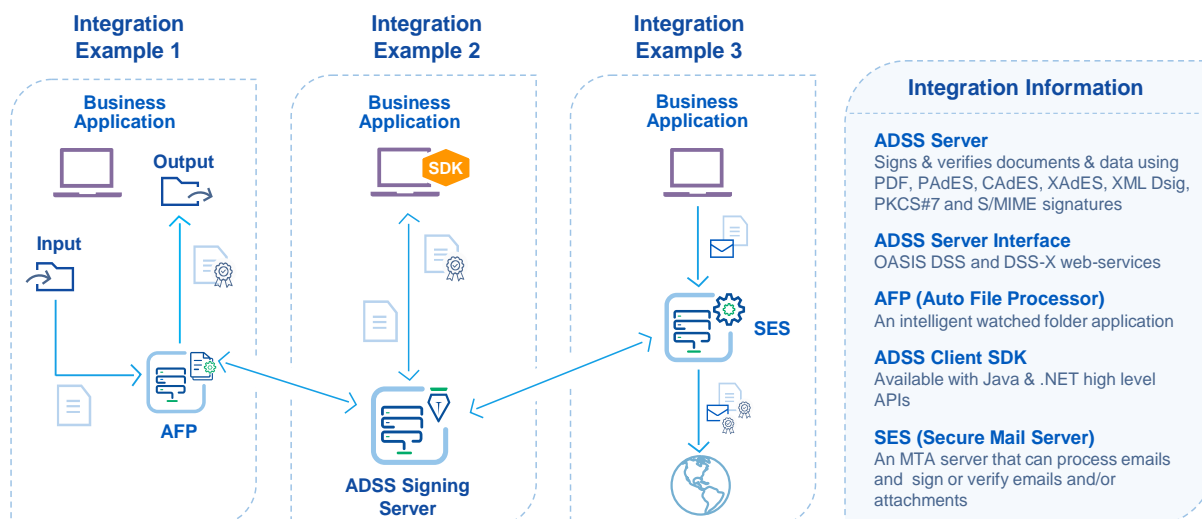 Integration
Example 1
Business
Application
Output
Input
AFP
Integration
Example 2
Business
Application
SDK
T
ADSS Signing
Server
Integration
Example 3
Business
Application
SES
Integration Information
ADSS Server
Signs & verifies documents & data using
PDF, PAdES, CAdES, XAdES, XML Dsig,
PKCS#7 and S/MIME signatures
ADSS Server Interface
OASIS DSS and DSS-X web-services
AFP (Auto File Processor)
An intelligent watched folder application
ADSS Client SDK
Available with Java & .NET high level
APIs
SES (Secure Mail Server)
An MTA server that can process emails
and sign or verify emails and/or
attachments